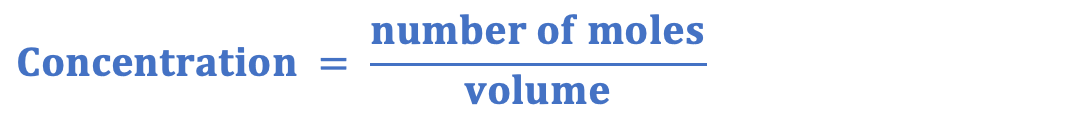 number of moles
Concentration =
volume